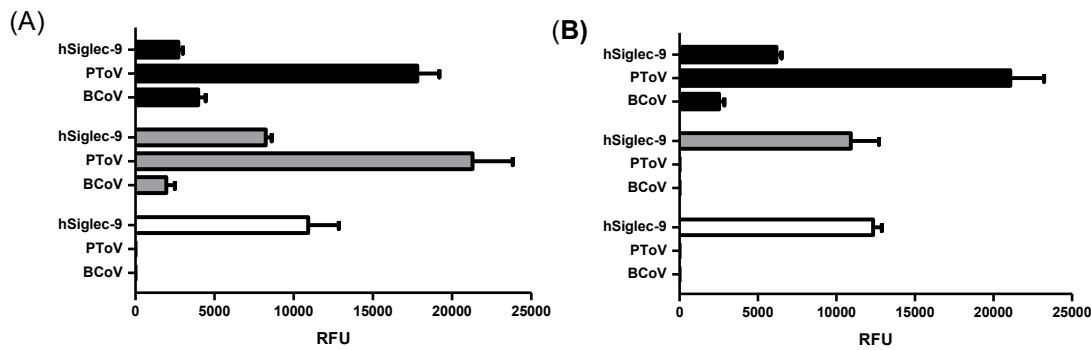 (A)
hSiglec-9
PToV
BCoV
hSiglec-9
PToV
BCoV
hSiglec-9
PToV
BCoV
0 5000 10000 15000 20000 25000
RFU
(B)
hSiglec-9
PToV
BCoV
hSiglec-9
PToV
BCoV
hSiglec-9
PToV
BCoV
0 5000 10000 15000 20000 25000
RFU